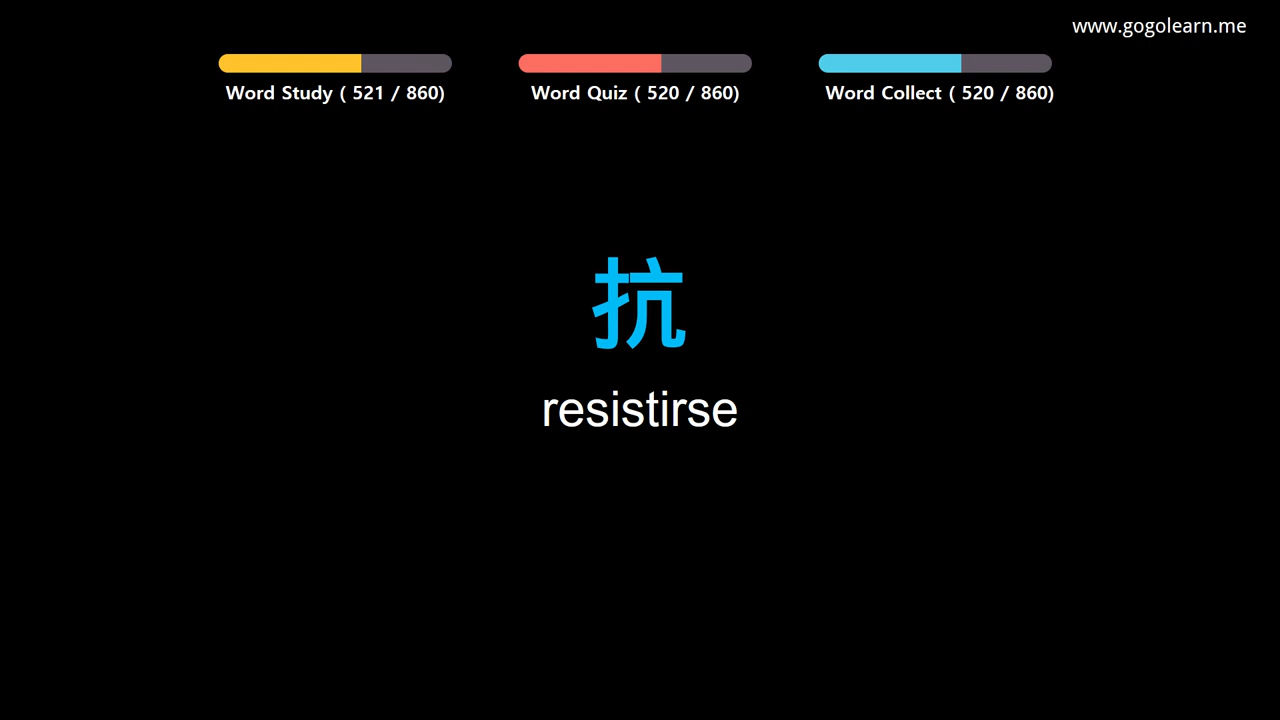 www.gogolearn.me
Word Study ( 521 / 860)
Word Quiz ( 520 / 860)
Word Collect ( 520 / 860)
抗
resistirse